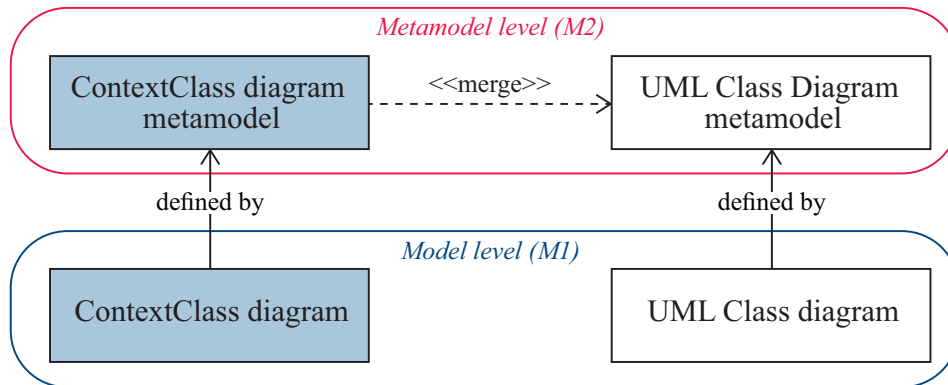 Metamodel level (M2)
ContextClass diagram
metamodel
<<merge>>
UML Class Diagram
metamodel
defined by
defined by
Model level (M1)
ContextClass diagram
UML Class diagram